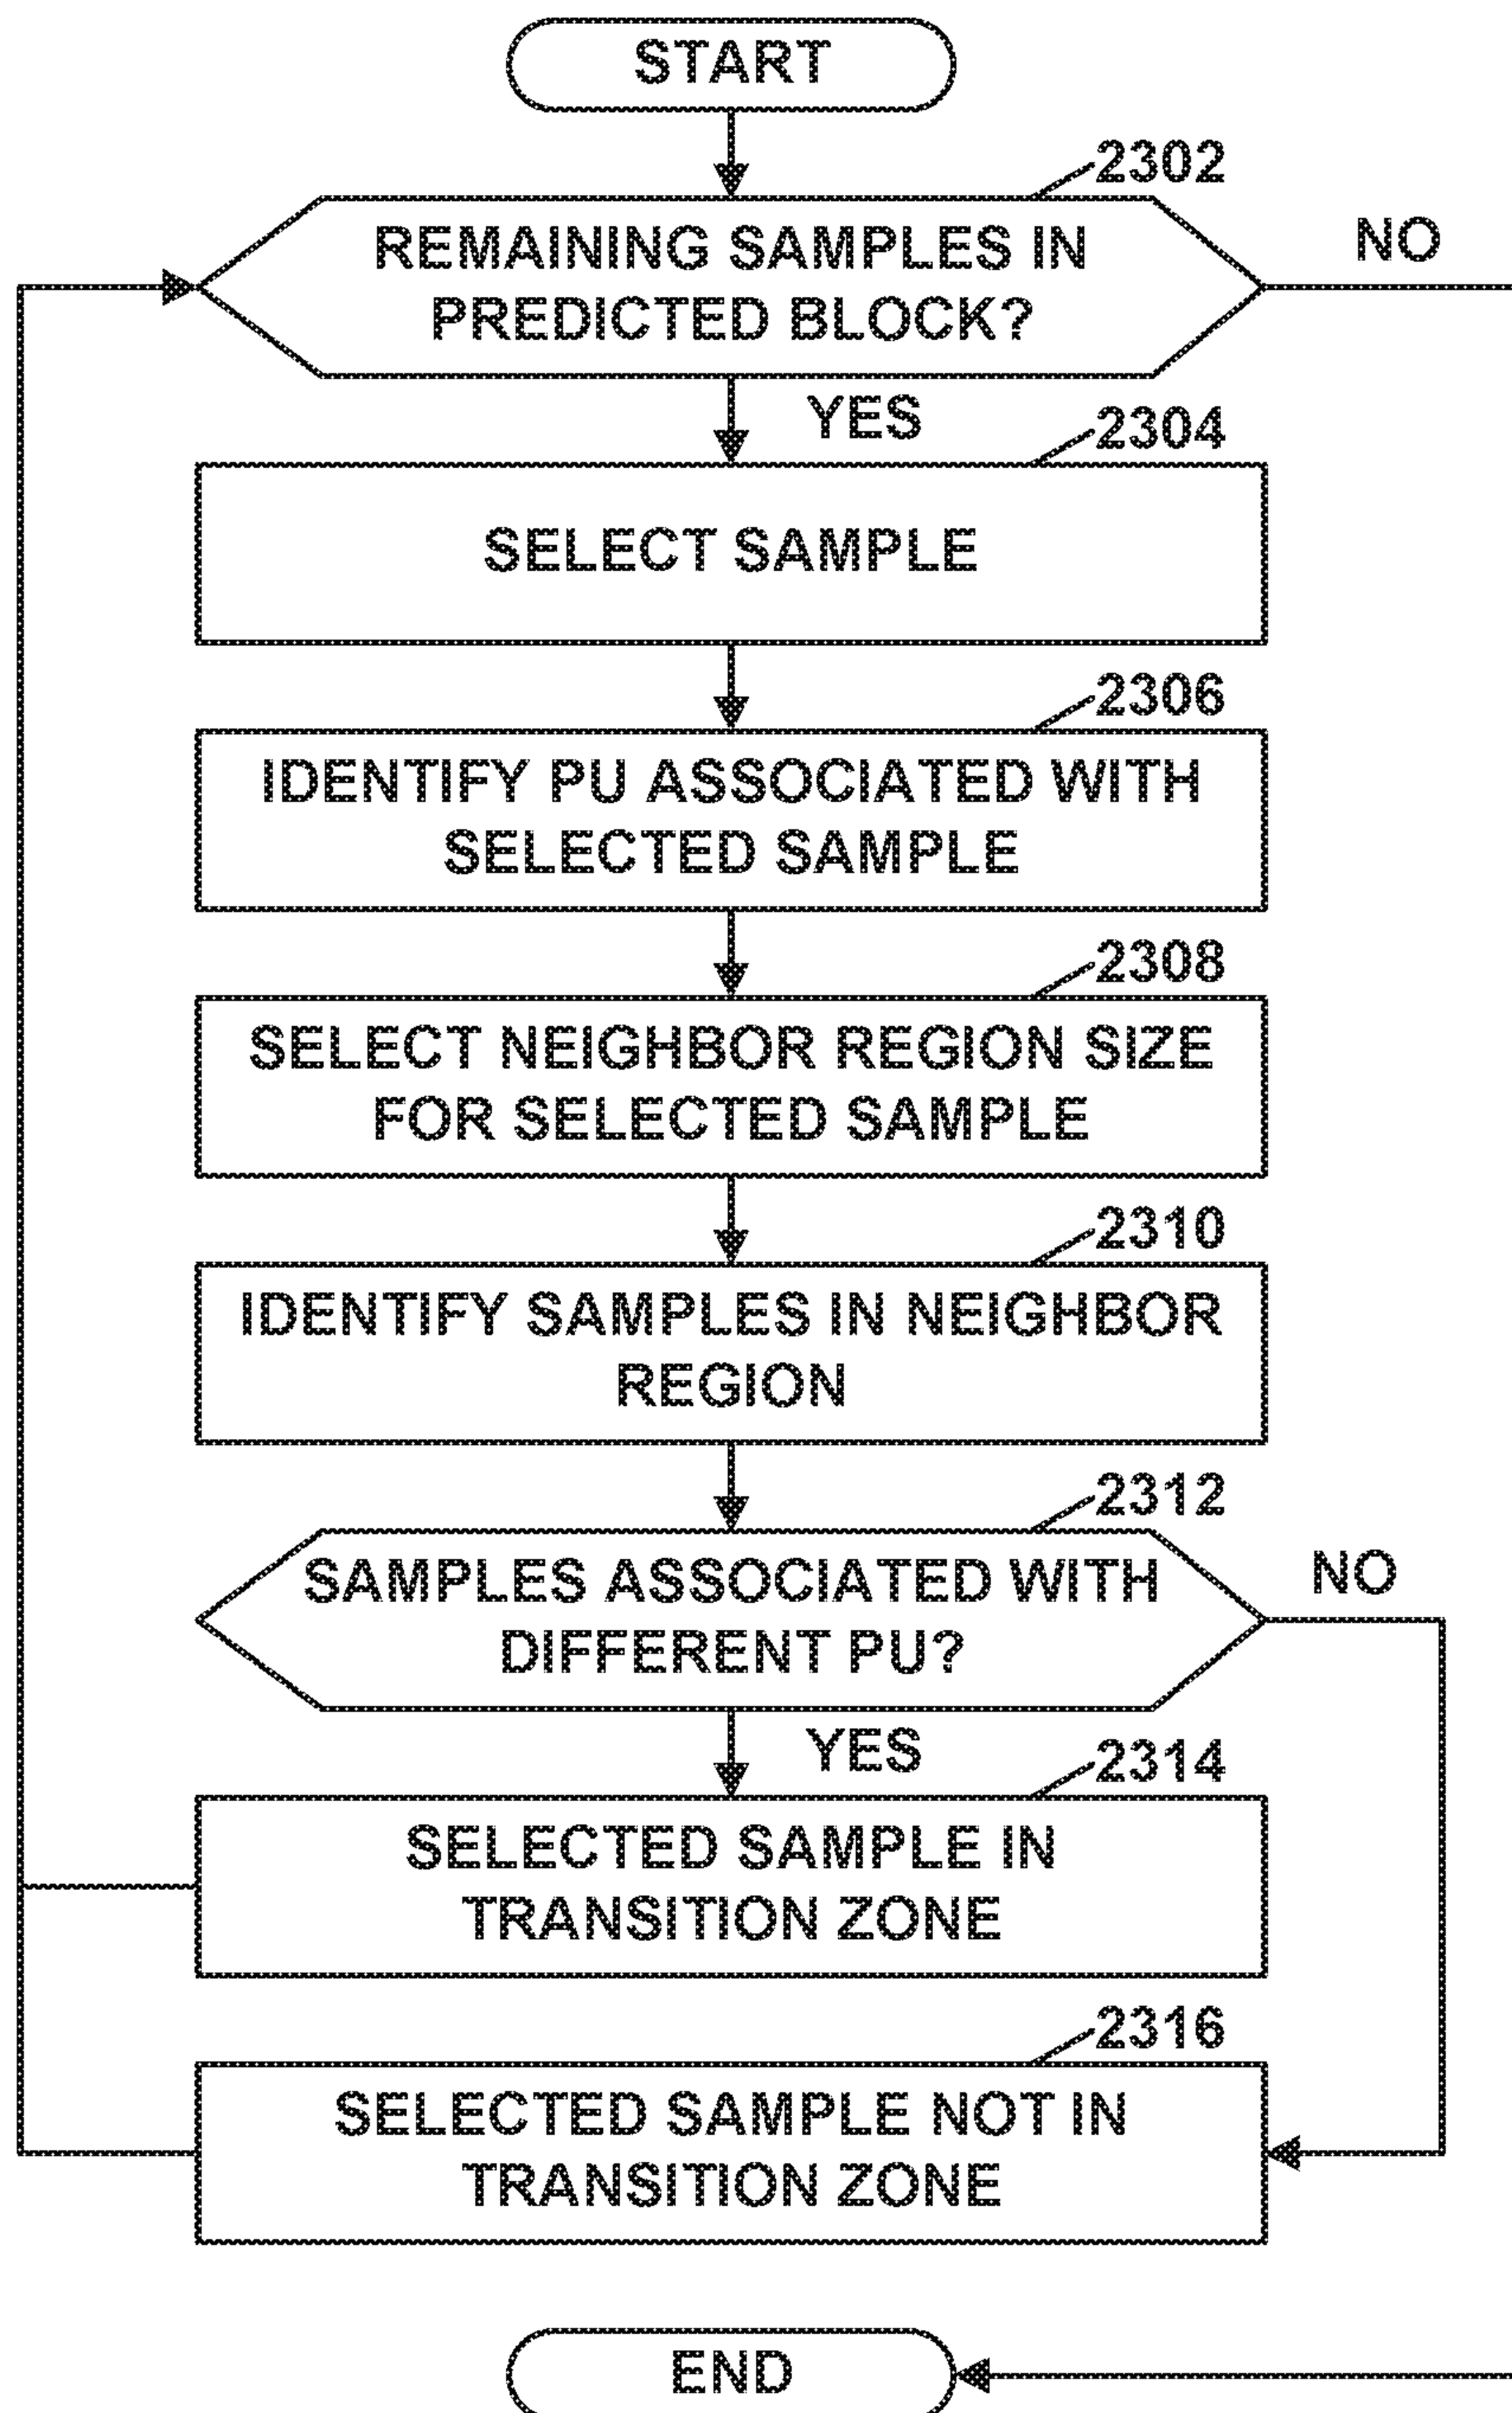 START
2302
REMAINING SAMPLES IN
PREDICTED BLOCK?
NO
YES
2304
SELECT SAMPLE
2306
IDENTIFY PU ASSOCIATED WITH
SELECTED SAMPLE
2308
SELECT NEIGHBOR REGION SIZE
FOR SELECTED SAMPLE
2310
IDENTIFY SAMPLES IN NEIGHBOR
REGION
2312
SAMPLES ASSOCIATED WITH
DIFFERENT PU?
NO
YES
2314
SELECTED SAMPLE IN
TRANSITION ZONE
2316
SELECTED SAMPLE NOT IN
TRANSITION ZONE
END